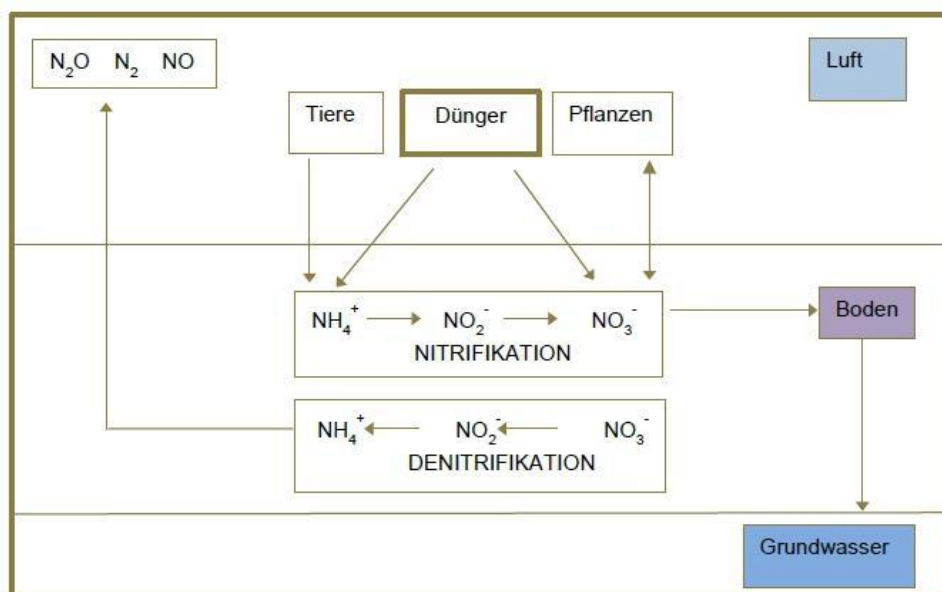 N₂O N₂ NO
Luft
Tiere
Dünger
Pflanzen
NH₄⁺ NO₂⁻ NO₃⁻
NITRIFIKATION
Boden
NH₄⁺ NO₂⁻ NO₃⁻
DENITRIFIKATION
Grundwasser